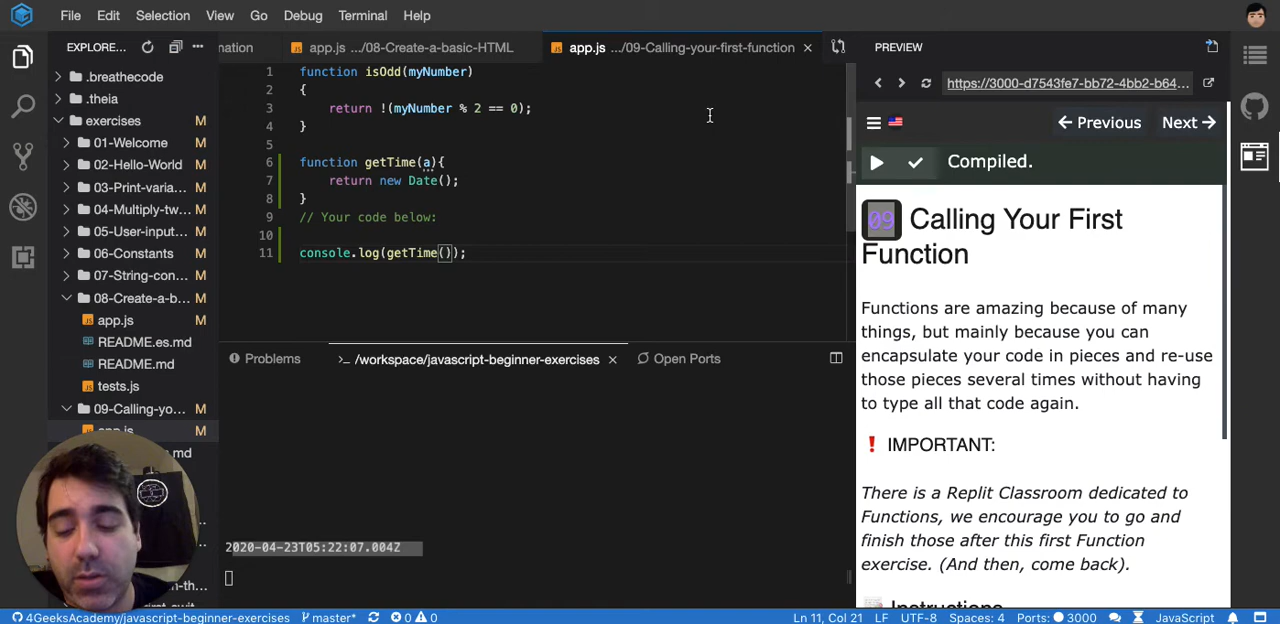 File Edit Selection View Go Debug Terminal Help
EXPLORE...
nation
app.js .../08-Create-a-basic-HTML
app.js .../09-Calling-your-first-function
PREVIEW
.breathecode
.theia
exercises M
01-Welcome M
02-Hello-World M
03-Print-varia... M
04-Multiply-tw... M
05-User-input... M
06-Constants M
07-String-con... M
08-Create-a-b... M
app.js M
README.es.md
README.md
tests.js
09-Calling-yo... M
app.js M
.md M
1 function isOdd(myNumber)
2 {
3 return !(myNumber % 2 == 0);
4 }
5
6 function getTime(a){
7 return new Date();
8 }
9 // Your code below:
10
11 console.log(getTime());
Problems
>_ /workspace/javascript-beginner-exercises
Open Ports
2020-04-23T05:22:07.004Z
https://3000-d7543fe7-bb72-4bb2-b64...
Previous Next
Compiled.
09 Calling Your First
Function
Functions are amazing because of many
things, but mainly because you can
encapsulate your code in pieces and re-use
those pieces several times without having
to type all that code again.
❗ IMPORTANT:
There is a Replit Classroom dedicated to
Functions, we encourage you to go and
finish those after this first Function
exercise. (And then, come back).
Instructions
4GeeksAcademy/javascript-beginner-exercises master* 0 0 Ln 11, Col 21 LF UTF-8 Spaces: 4 Ports: 3000 JavaScript